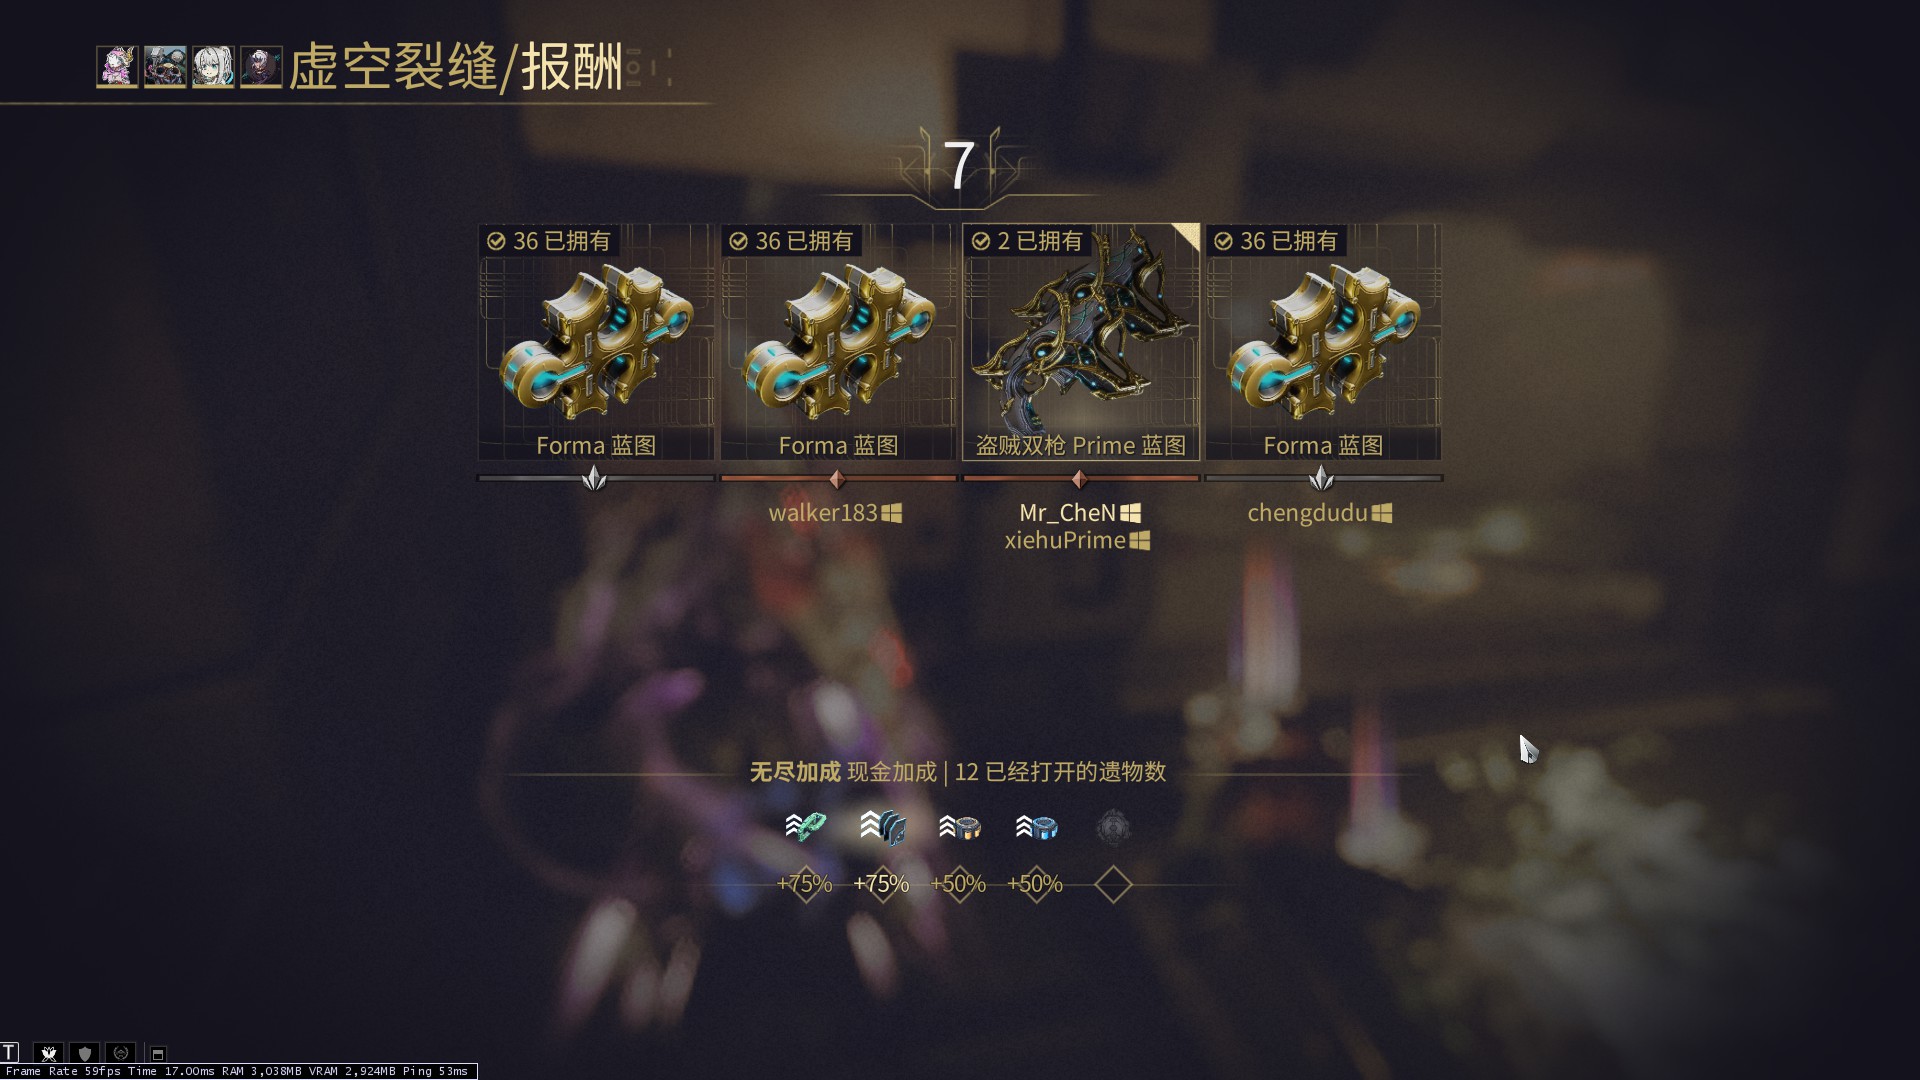 虚空裂缝/报酬
7
36 已拥有
36 已拥有
2 已拥有
36 已拥有
Forma 蓝图
Forma 蓝图
盗贼双枪 Prime 蓝图
Forma 蓝图
walker183
Mr_CheN
chengdudu
xiehuPrime
无尽加成 现金加成 | 12 已经打开的遗物数
+75%
+75%
+50%
+50%
T
Frame Rate 59fps Time 17.00ms RAM 3,038MB VRAM 2,924MB Ping 53ms